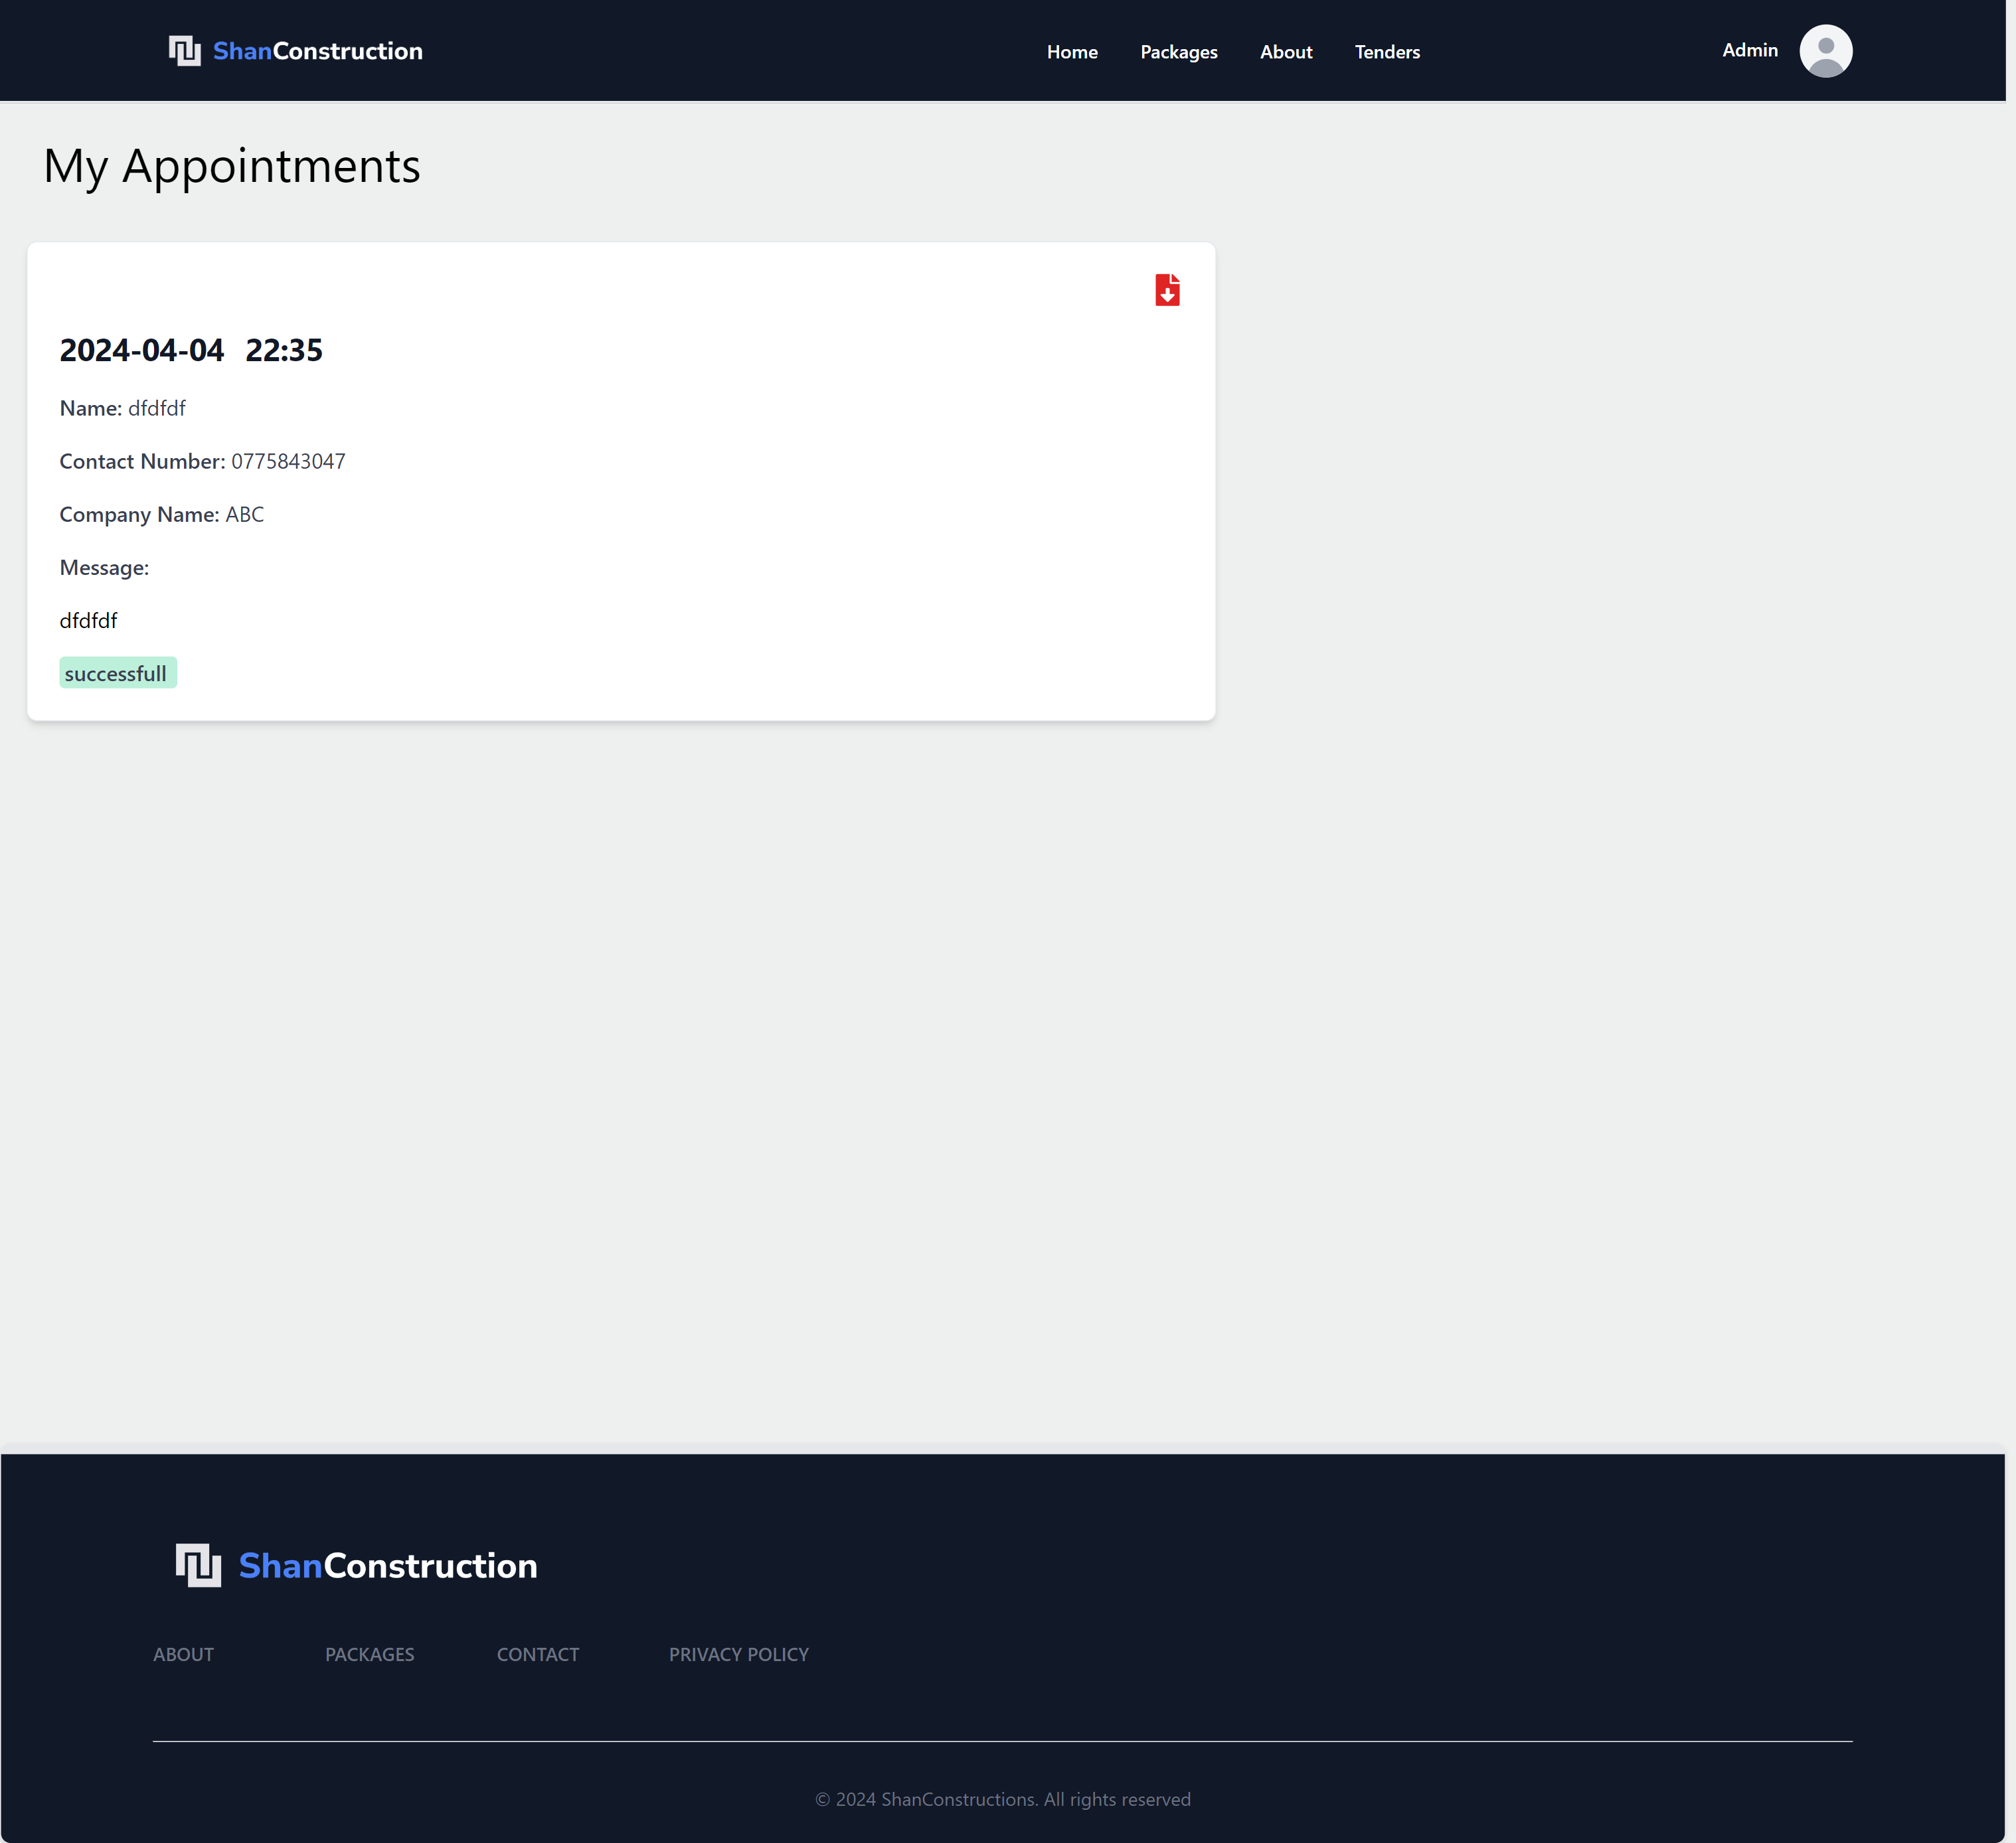 ShanConstruction
Home Packages About Tenders
Admin
My Appointments
2024-04-04 22:35
Name: dfdfdf
Contact Number: 0775843047
Company Name: ABC
Message:
dfdfdf
successfull
ShanConstruction
ABOUT PACKAGES CONTACT PRIVACY POLICY
© 2024 ShanConstructions. All rights reserved